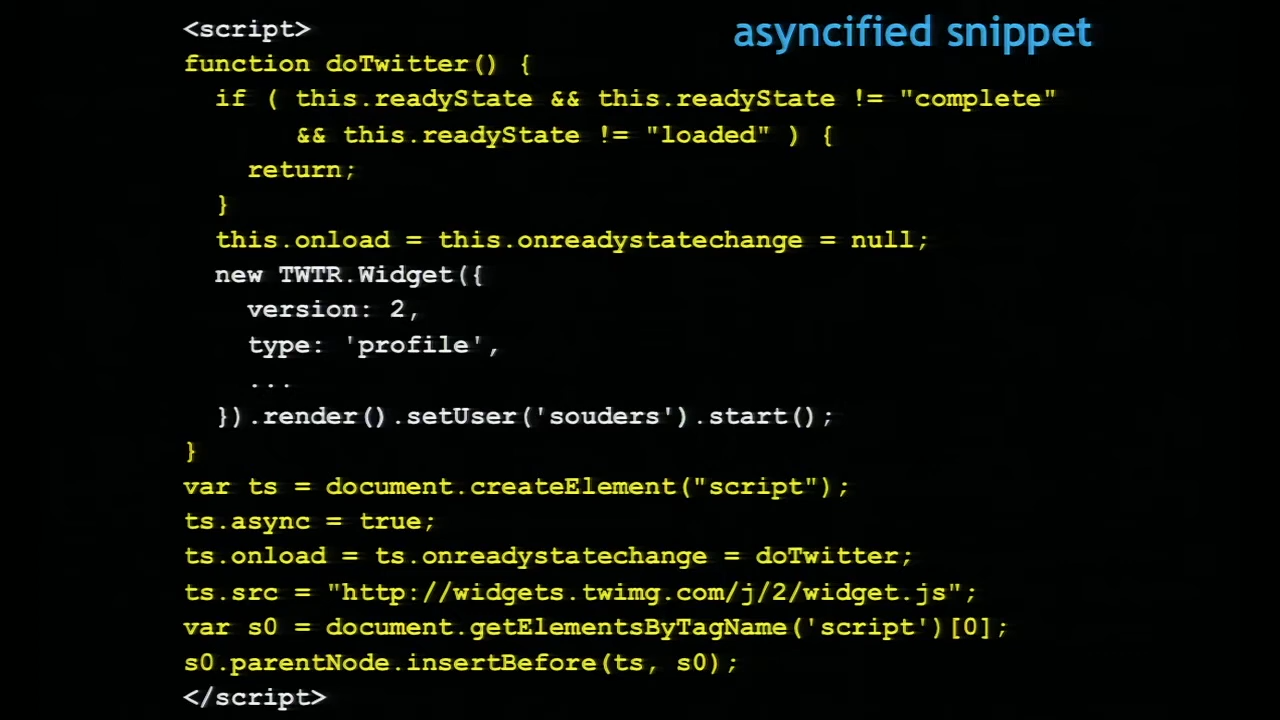 asyncified snippet
<script>
function doTwitter() {
  if ( this.readyState && this.readyState != "complete"
       && this.readyState != "loaded" ) {
    return;
  }
  this.onload = this.onreadystatechange = null;
  new TWTR.Widget({
    version: 2,
    type: 'profile',
    ...
  }).render().setUser('souders').start();
}
var ts = document.createElement("script");
ts.async = true;
ts.onload = ts.onreadystatechange = doTwitter;
ts.src = "http://widgets.twimg.com/j/2/widget.js";
var s0 = document.getElementsByTagName('script')[0];
s0.parentNode.insertBefore(ts, s0);
</script>